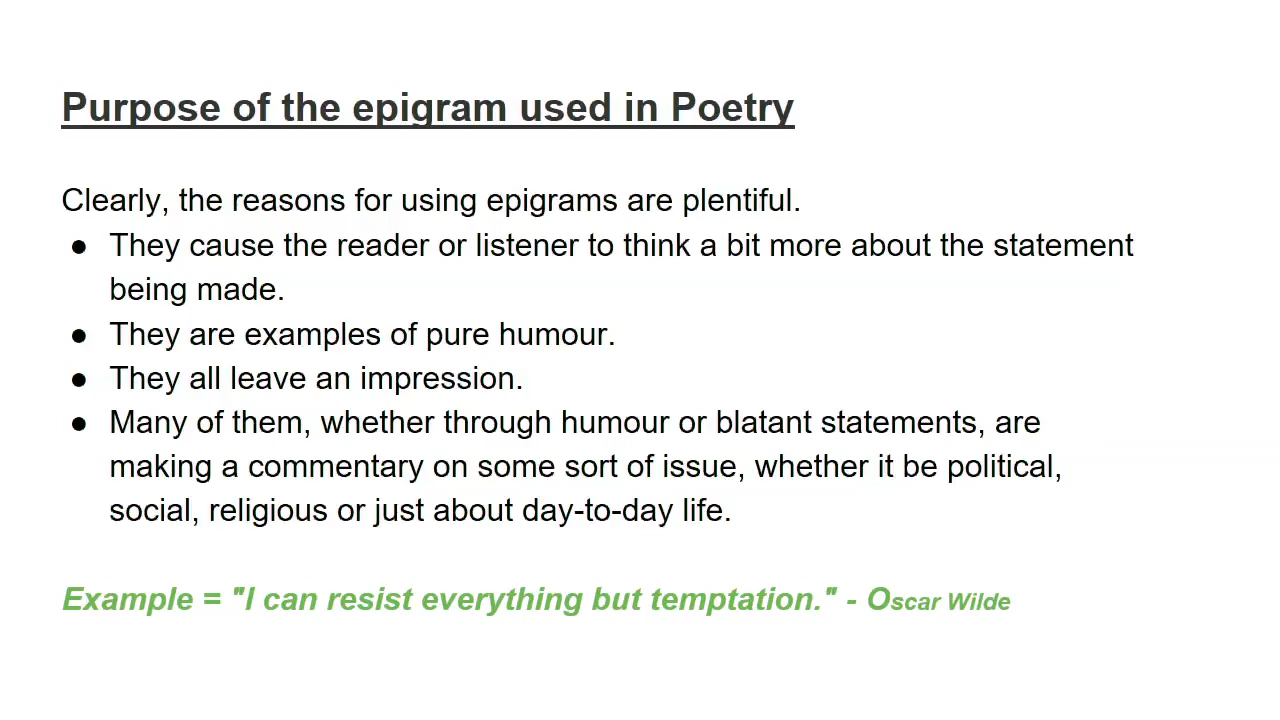 Purpose of the epigram used in Poetry
Clearly, the reasons for using epigrams are plentiful.
● They cause the reader or listener to think a bit more about the statement
being made.
● They are examples of pure humour.
● They all leave an impression.
● Many of them, whether through humour or blatant statements, are
making a commentary on some sort of issue, whether it be political,
social, religious or just about day-to-day life.
Example = "I can resist everything but temptation." - Oscar Wilde